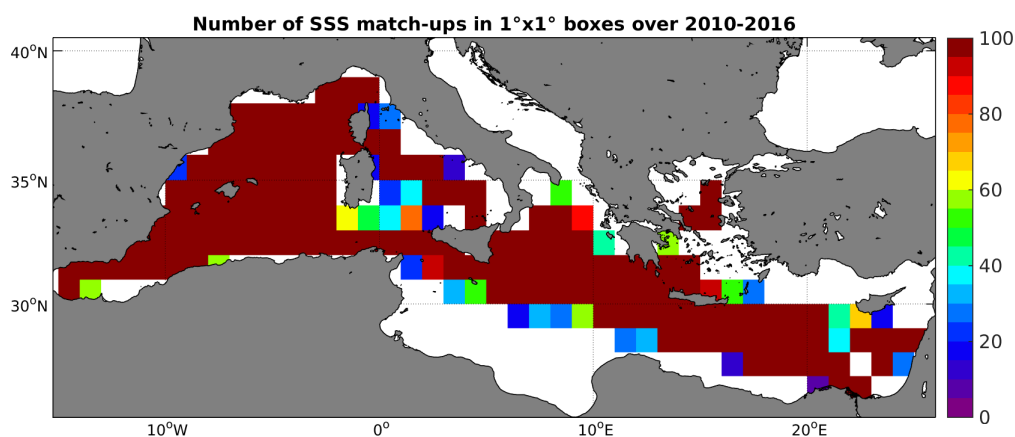 Number of SSS match-ups in 1°x1° boxes over 2010-2016
40°N
35°N
30°N
10°W
0°
10°E
20°E
100
80
60
40
20
0